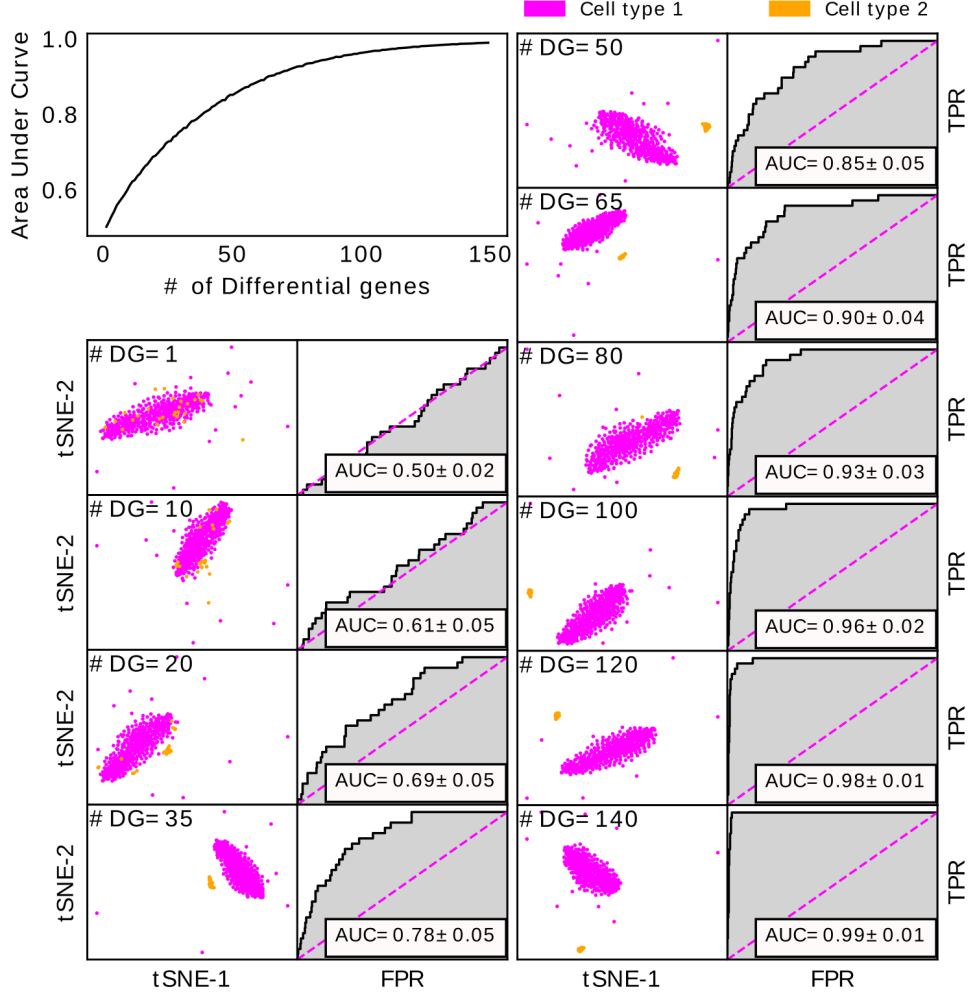 Cell type 1
Cell type 2
Area Under Curve
1.0
0.8
0.6
0
50
100
150
# of Differential genes
# DG= 1
tSNE-2
AUC= 0.50± 0.02
# DG= 10
tSNE-2
AUC= 0.61± 0.05
# DG= 20
tSNE-2
AUC= 0.69± 0.05
# DG= 35
tSNE-2
AUC= 0.78± 0.05
tSNE-1
FPR
# DG= 50
TPR
AUC= 0.85± 0.05
# DG= 65
TPR
AUC= 0.90± 0.04
# DG= 80
TPR
AUC= 0.93± 0.03
# DG= 100
TPR
AUC= 0.96± 0.02
# DG= 120
TPR
AUC= 0.98± 0.01
# DG= 140
TPR
AUC= 0.99± 0.01
tSNE-1
FPR